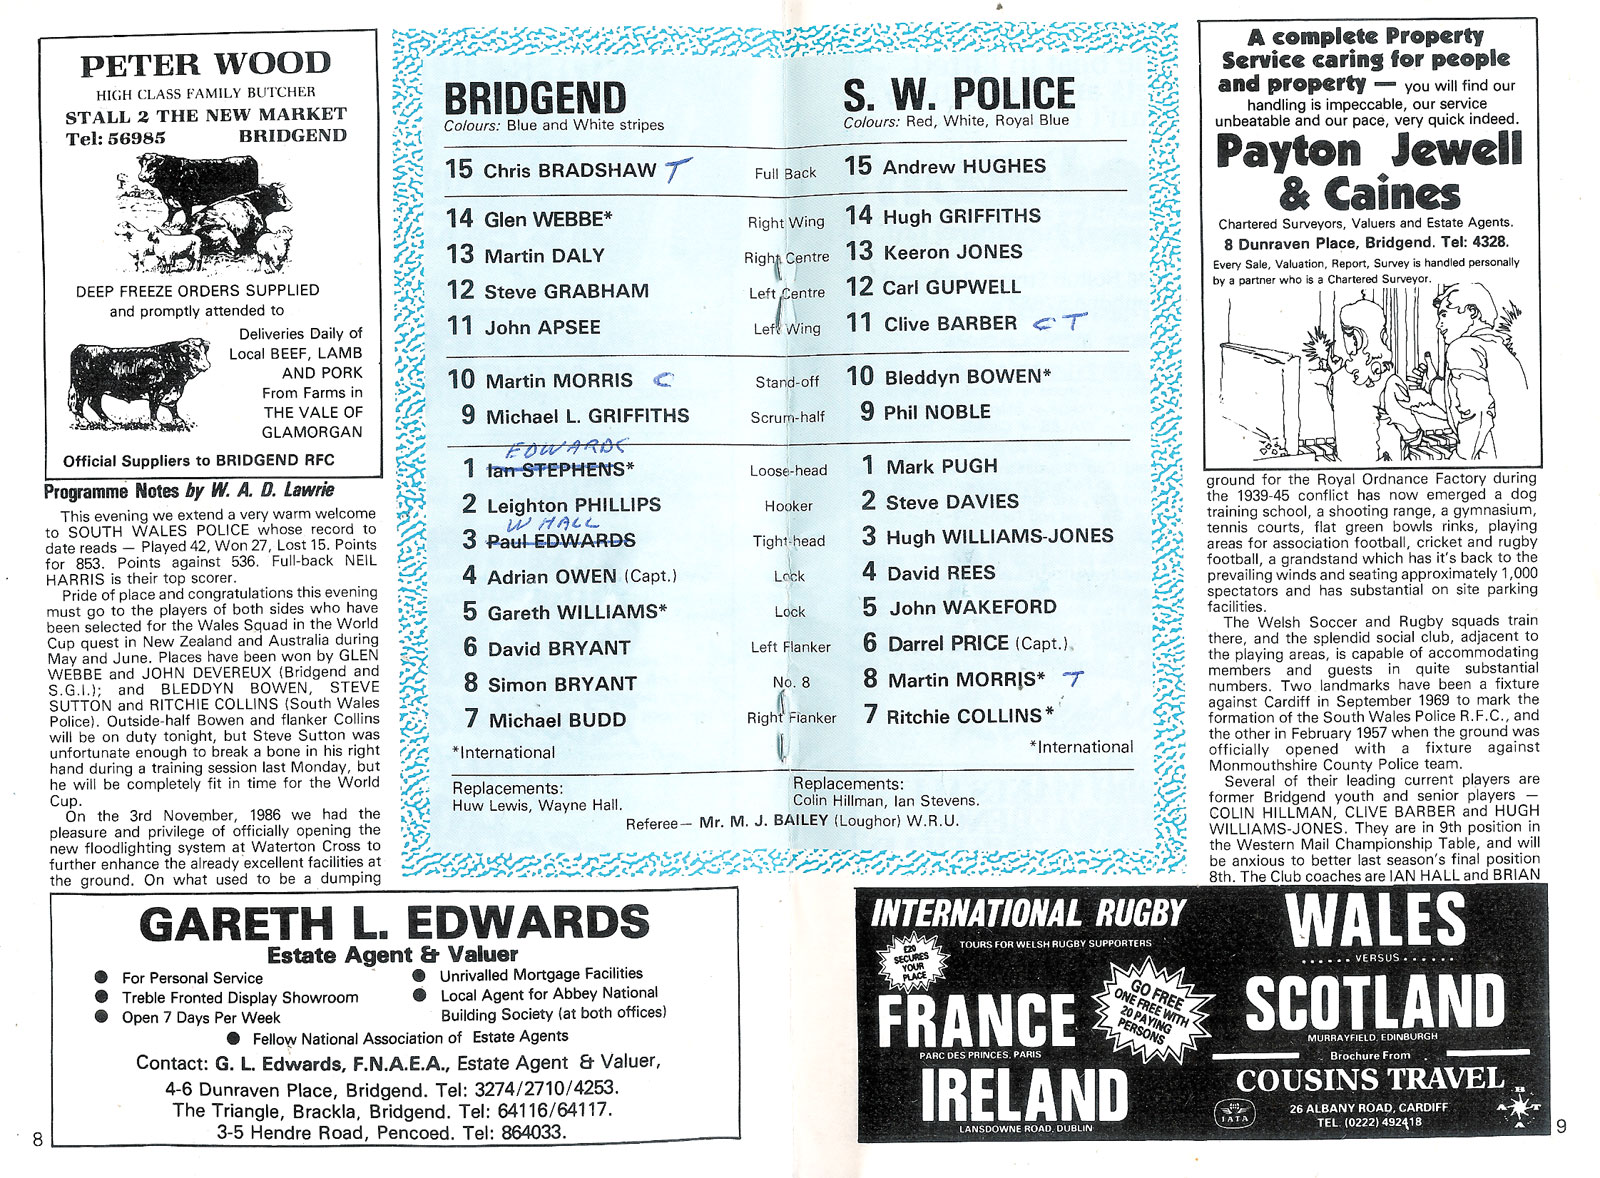 PETER WOOD
HIGH CLASS FAMILY BUTCHER
STALL 2 THE NEW MARKET
Tel: 56985 BRIDGEND
DEEP FREEZE ORDERS SUPPLIED
and promptly attended to
Deliveries Daily of
Local BEEF, LAMB
AND PORK
From Farms in
THE VALE OF
GLAMORGAN
Official Suppliers to BRIDGEND RFC
Programme Notes by W. A. D. Lawrie
This evening we extend a very warm welcome
to SOUTH WALES POLICE whose record to
date reads — Played 42, Won 27, Lost 15. Points
for 853. Points against 536. Full-back NEIL
HARRIS is their top scorer.
Pride of place and congratulations this evening
must go to the players of both sides who have
been selected for the Wales Squad in the World
Cup quest in New Zealand and Australia during
May and June. Places have been won by GLEN
WEBBE and JOHN DEVEREUX (Bridgend and
S.G.I.); and BLEDDYN BOWEN, STEVE
SUTTON and RITCHIE COLLINS (South Wales
Police). Outside-half Bowen and flanker Collins
will be on duty tonight, but Steve Sutton was
unfortunate enough to break a bone in his right
hand during a training session last Monday, but
he will be completely fit in time for the World
Cup.
On the 3rd November, 1986 we had the
pleasure and privilege of officially opening the
new floodlighting system at Waterton Cross to
further enhance the already excellent facilities at
the ground. On what used to be a dumping
BRIDGEND
Colours: Blue and White stripes
S. W. POLICE
Colours: Red, White, Royal Blue
15 Chris BRADSHAW T Full Back 15 Andrew HUGHES
14 Glen WEBBE* Right Wing 14 Hugh GRIFFITHS
13 Martin DALY Right Centre 13 Keeron JONES
12 Steve GRABHAM Left Centre 12 Carl GUPWELL
11 John APSEE Left Wing 11 Clive BARBER C T
10 Martin MORRIS C Stand-off 10 Bleddyn BOWEN*
9 Michael L. GRIFFITHS Scrum-half 9 Phil NOBLE
EDWARDS
1 Ian STEPHENS* Loose-head 1 Mark PUGH
2 Leighton PHILLIPS Hooker 2 Steve DAVIES
W HALL
3 Paul EDWARDS Tight-head 3 Hugh WILLIAMS-JONES
4 Adrian OWEN (Capt.) Lock 4 David REES
5 Gareth WILLIAMS* Lock 5 John WAKEFORD
6 David BRYANT Left Flanker 6 Darrel PRICE (Capt.)
8 Simon BRYANT No. 8 8 Martin MORRIS* T
7 Michael BUDD Right Flanker 7 Ritchie COLLINS*
*International *International
Replacements:
Huw Lewis, Wayne Hall.
Replacements:
Colin Hillman, Ian Stevens.
Referee— Mr. M. J. BAILEY (Loughor) W.R.U.
A complete Property
Service caring for people
and property — you will find our
handling is impeccable, our service
unbeatable and our pace, very quick indeed.
Payton Jewell
& Caines
Chartered Surveyors, Valuers and Estate Agents.
8 Dunraven Place, Bridgend. Tel: 4328.
Every Sale, Valuation, Report, Survey is handled personally
by a partner who is a Chartered Surveyor.
ground for the Royal Ordnance Factory during
the 1939-45 conflict has now emerged a dog
training school, a shooting range, a gymnasium,
tennis courts, flat green bowls rinks, playing
areas for association football, cricket and rugby
football, a grandstand which has it's back to the
prevailing winds and seating approximately 1,000
spectators and has substantial on site parking
facilities.
The Welsh Soccer and Rugby squads train
there, and the splendid social club, adjacent to
the playing areas, is capable of accommodating
members and guests in quite substantial
numbers. Two landmarks have been a fixture
against Cardiff in September 1969 to mark the
formation of the South Wales Police R.F.C., and
the other in February 1957 when the ground was
officially opened with a fixture against
Monmouthshire County Police team.
Several of their leading current players are
former Bridgend youth and senior players —
COLIN HILLMAN, CLIVE BARBER and HUGH
WILLIAMS-JONES. They are in 9th position in
the Western Mail Championship Table, and will
be anxious to better last season's final position
8th. The Club coaches are IAN HALL and BRIAN
GARETH L. EDWARDS
Estate Agent & Valuer
● For Personal Service
● Treble Fronted Display Showroom
● Open 7 Days Per Week
● Unrivalled Mortgage Facilities
● Local Agent for Abbey National
Building Society (at both offices)
● Fellow National Association of Estate Agents
Contact: G. L. Edwards, F.N.A.E.A., Estate Agent & Valuer,
4-6 Dunraven Place, Bridgend. Tel: 3274/2710/4253.
The Triangle, Brackla, Bridgend. Tel: 64116/64117.
3-5 Hendre Road, Pencoed. Tel: 864033.
8
INTERNATIONAL RUGBY
TOURS FOR WELSH RUGBY SUPPORTERS
£20
SECURES
YOUR
PLACE
FRANCE
PARC DES PRINCES, PARIS
GO FREE
ONE FREE WITH
20 PAYING
PERSONS
IRELAND
LANSDOWNE ROAD, DUBLIN
WALES
......VERSUS......
SCOTLAND
MURRAYFIELD, EDINBURGH
Brochure From
COUSINS TRAVEL
26 ALBANY ROAD, CARDIFF
TEL. (0222) 492418
IATA
ABTA
9